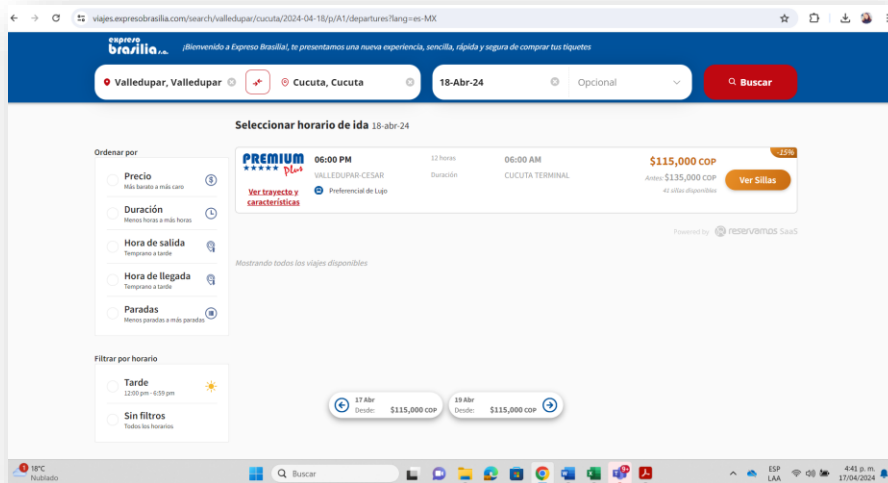 viajes.expresobrasilia.com/search/valledupar/cucuta/2024-04-18/p/A1/departures?lang=es-MX
expreso
brasilia S.A.
¡Bienvenido a Expreso Brasilia!, te presentamos una nueva experiencia, sencilla, rápida y segura de comprar tus tiquetes
Valledupar, Valledupar
Cucuta, Cucuta
18-Abr-24
Opcional
Buscar
Seleccionar horario de ida 18-abr-24
Ordenar por
Precio
Más barato a más caro
Duración
Menos horas a más horas
Hora de salida
Temprano a tarde
Hora de llegada
Temprano a tarde
Paradas
Menos paradas a más paradas
Filtrar por horario
Tarde
12:00 pm - 6:59 pm
Sin filtros
Todos los horarios
PREMIUM
Plus
Ver trayecto y
características
06:00 PM
VALLEDUPAR-CESAR
Preferencial de Lujo
12 horas
Duración
06:00 AM
CUCUTA TERMINAL
-15%
$115,000 COP
Antes: $135,000 COP
41 sillas disponibles
Ver Sillas
Powered by reservamos SaaS
Mostrando todos los viajes disponibles
17 Abr
Desde: $115,000 COP
19 Abr
Desde: $115,000 COP
1
18°C
Nublado
Buscar
9+
ESP
LAA
4:41 p. m.
17/04/2024